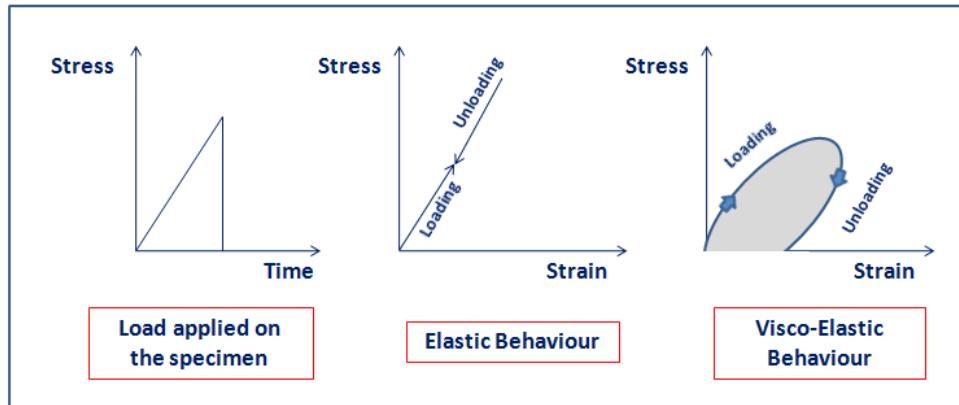 Stress
Time
Load applied on
the specimen
Stress
Unloading
Loading
Strain
Elastic Behaviour
Stress
Loading
Unloading
Strain
Visco-Elastic
Behaviour